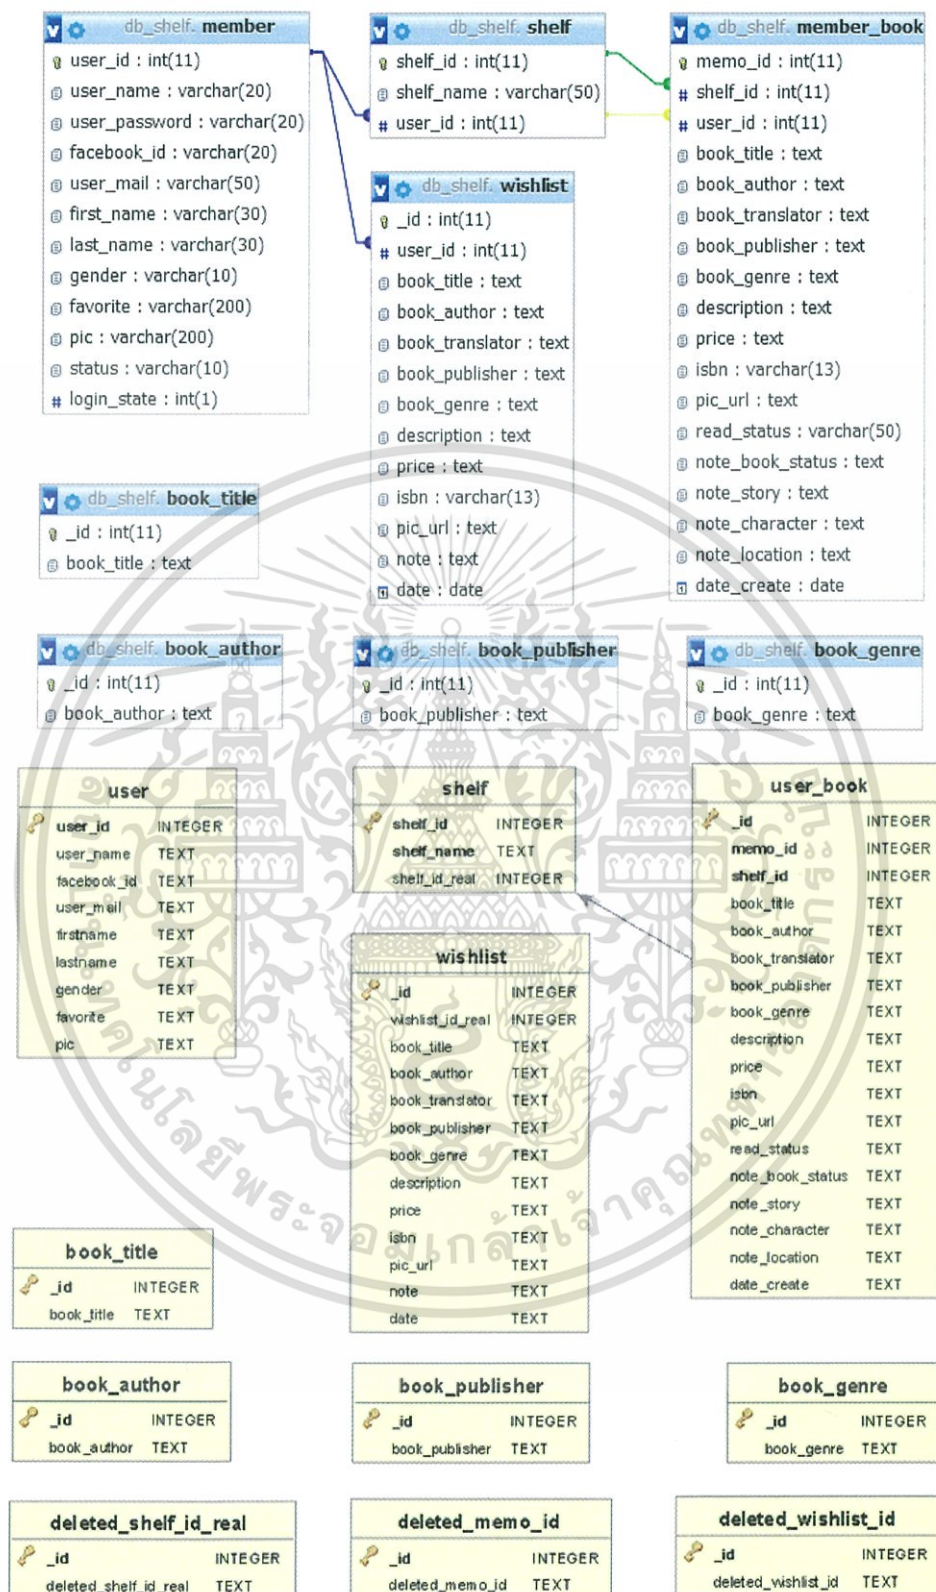 db_shelf. member
user_id : int(11)
user_name : varchar(20)
user_password : varchar(20)
facebook_id : varchar(20)
user_mail : varchar(50)
first_name : varchar(30)
last_name : varchar(30)
gender : varchar(10)
favorite : varchar(200)
pic : varchar(200)
status : varchar(10)
# login_state : int(1)
db_shelf. shelf
shelf_id : int(11)
shelf_name : varchar(50)
# user_id : int(11)
db_shelf. member_book
memo_id : int(11)
# shelf_id : int(11)
# user_id : int(11)
book_title : text
book_author : text
book_translator : text
book_publisher : text
book_genre : text
description : text
price : text
isbn : varchar(13)
pic_url : text
read_status : varchar(50)
note_book_status : text
note_story : text
note_character : text
note_location : text
date_create : date
db_shelf. wishlist
_id : int(11)
# user_id : int(11)
book_title : text
book_author : text
book_translator : text
book_publisher : text
book_genre : text
description : text
price : text
isbn : varchar(13)
pic_url : text
note : text
date : date
db_shelf. book_title
_id : int(11)
book_title : text
db_shelf. book_author
_id : int(11)
book_author : text
db_shelf. book_publisher
_id : int(11)
book_publisher : text
db_shelf. book_genre
_id : int(11)
book_genre : text
user
user_id INTEGER
user_name TEXT
facebook_id TEXT
user_mail TEXT
firstname TEXT
lastname TEXT
gender TEXT
favorite TEXT
pic TEXT
shelf
shelf_id INTEGER
shelf_name TEXT
shelf_id_real INTEGER
user_book
_id INTEGER
memo_id INTEGER
shelf_id INTEGER
book_title TEXT
book_author TEXT
book_translator TEXT
book_publisher TEXT
book_genre TEXT
description TEXT
price TEXT
isbn TEXT
pic_url TEXT
read_status TEXT
note_book_status TEXT
note_story TEXT
note_character TEXT
note_location TEXT
date_create TEXT
wishlist
_id INTEGER
wishlist_id_real INTEGER
book_title TEXT
book_author TEXT
book_translator TEXT
book_publisher TEXT
book_genre TEXT
description TEXT
price TEXT
isbn TEXT
pic_url TEXT
note TEXT
date TEXT
book_title
_id INTEGER
book_title TEXT
book_author
_id INTEGER
book_author TEXT
book_publisher
_id INTEGER
book_publisher TEXT
book_genre
_id INTEGER
book_genre TEXT
deleted_shelf_id_real
_id INTEGER
deleted_shelf_id_real TEXT
deleted_memo_id
_id INTEGER
deleted_memo_id TEXT
deleted_wishlist_id
_id INTEGER
deleted_wishlist_id TEXT